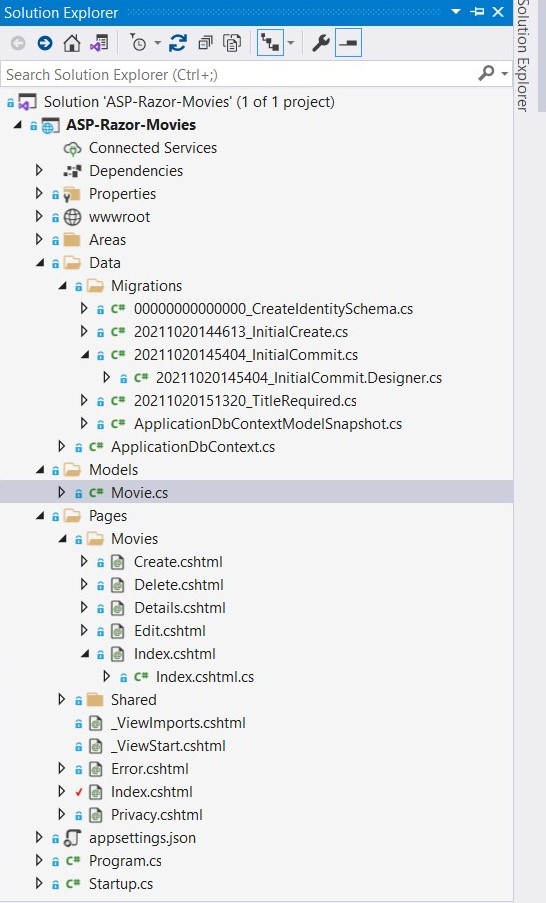 Solution Explorer
Search Solution Explorer (Ctrl+;)
Solution 'ASP-Razor-Movies' (1 of 1 project)
ASP-Razor-Movies
Connected Services
Dependencies
Properties
wwwroot
Areas
Data
Migrations
C# 00000000000000_CreateIdentitySchema.cs
C# 20211020144613_InitialCreate.cs
C# 20211020145404_InitialCommit.cs
C# 20211020145404_InitialCommit.Designer.cs
C# 20211020151320_TitleRequired.cs
C# ApplicationDbContextModelSnapshot.cs
C# ApplicationDbContext.cs
Models
C# Movie.cs
Pages
Movies
Create.cshtml
Delete.cshtml
Details.cshtml
Edit.cshtml
Index.cshtml
C# Index.cshtml.cs
Shared
_ViewImports.cshtml
_ViewStart.cshtml
Error.cshtml
Index.cshtml
Privacy.cshtml
appsettings.json
C# Program.cs
C# Startup.cs
Solution Explorer